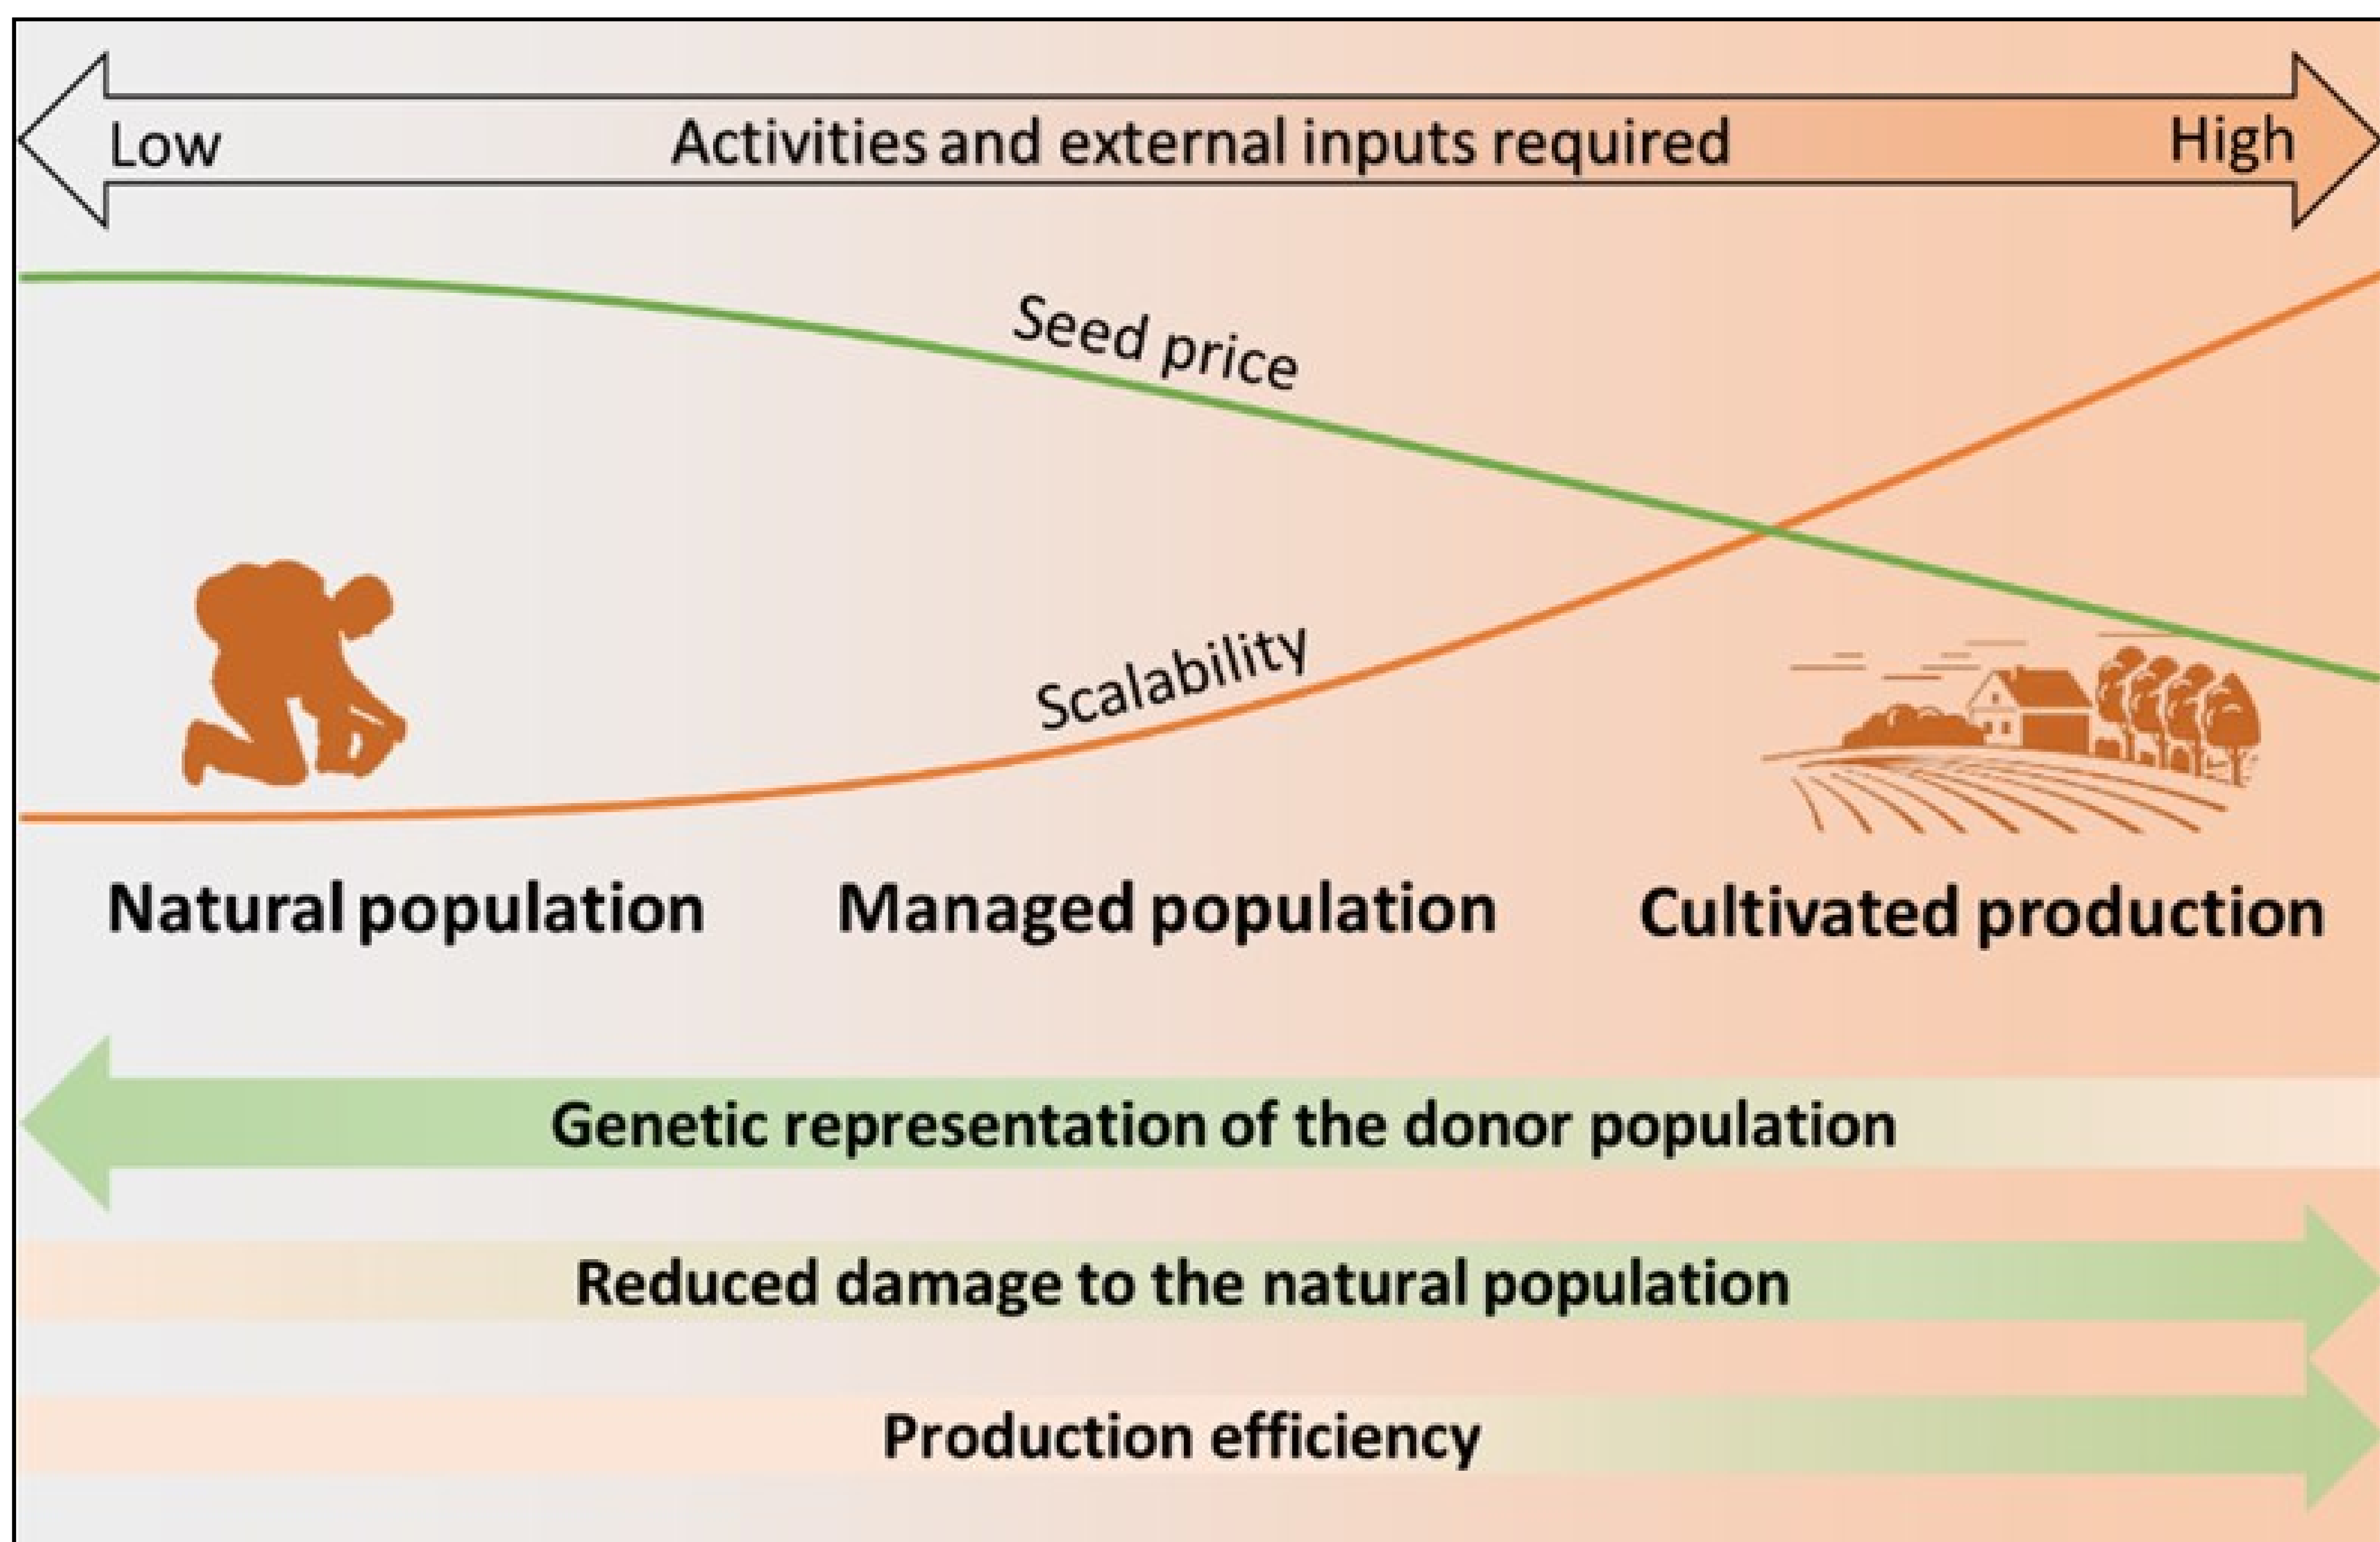 Low Activities and external inputs required High
Seed price
Scalability
Natural population Managed population Cultivated production
Genetic representation of the donor population
Reduced damage to the natural population
Production efficiency